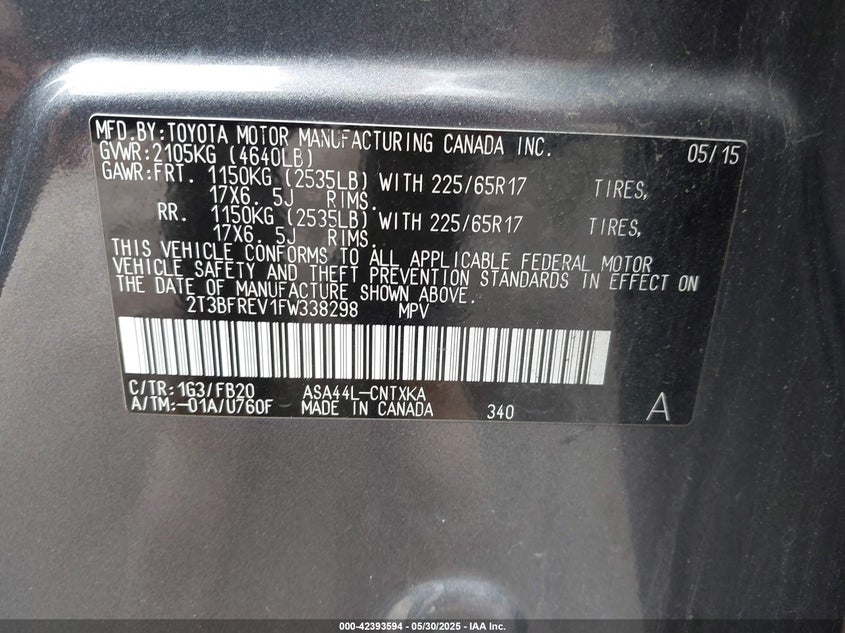 MFD.BY:TOYOTA MOTOR MANUFACTURING CANADA INC. 05/15
GVWR:2105KG (4640LB)
GAWR:FRT. 1150KG (2535LB) WITH 225/65R17 TIRES,
17X6. 5J RIMS.
RR. 1150KG (2535LB) WITH 225/65R17 TIRES,
17X6. 5J RIMS.
THIS VEHICLE CONFORMS TO ALL APPLICABLE FEDERAL MOTOR
VEHICLE SAFETY AND THEFT PREVENTION STANDARDS IN EFFECT ON
THE DATE OF MANUFACTURE SHOWN ABOVE.
2T3BFREV1FW338298 MPV
C/TR:1G3/FB20 ASA44L-CNTXKA
A/TM:-01A/U760F MADE IN CANADA 340 A
000-42393594 - 05/30/2025 - IAA Inc.